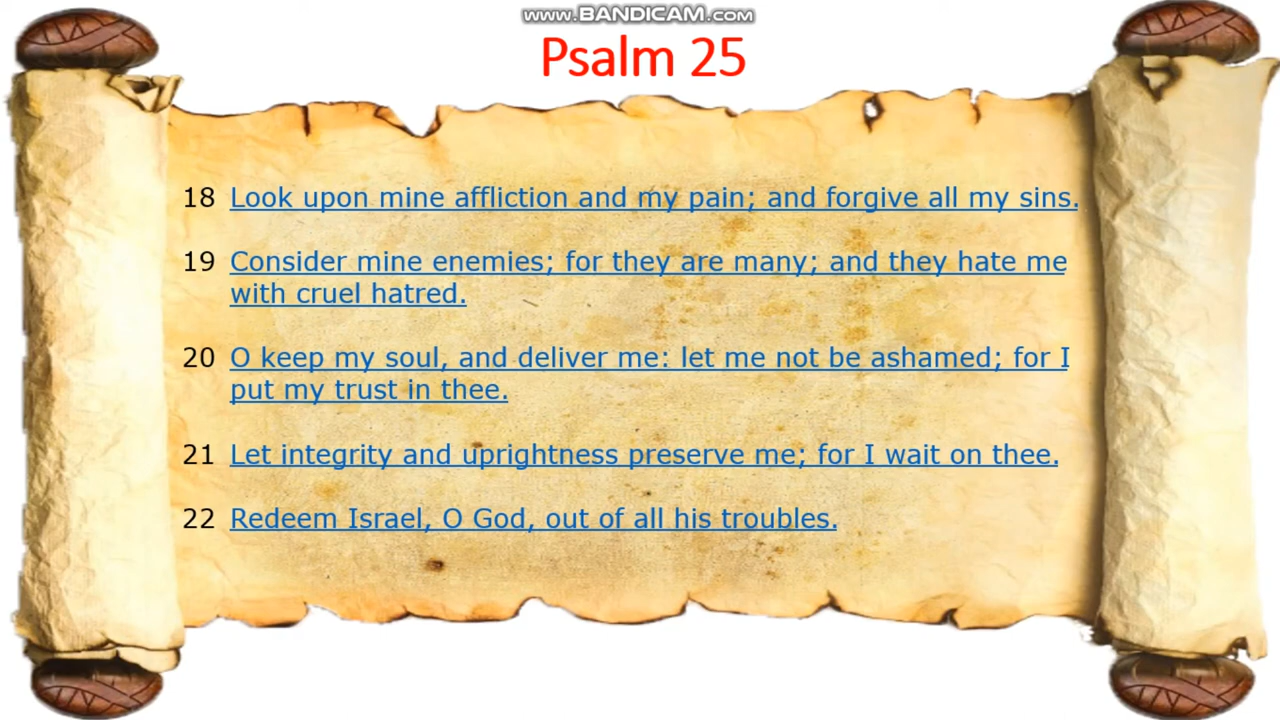 www.BANDICAM.com
Psalm 25
18 Look upon mine affliction and my pain; and forgive all my sins.
19 Consider mine enemies; for they are many; and they hate me
with cruel hatred.
20 O keep my soul, and deliver me: let me not be ashamed; for I
put my trust in thee.
21 Let integrity and uprightness preserve me; for I wait on thee.
22 Redeem Israel, O God, out of all his troubles.